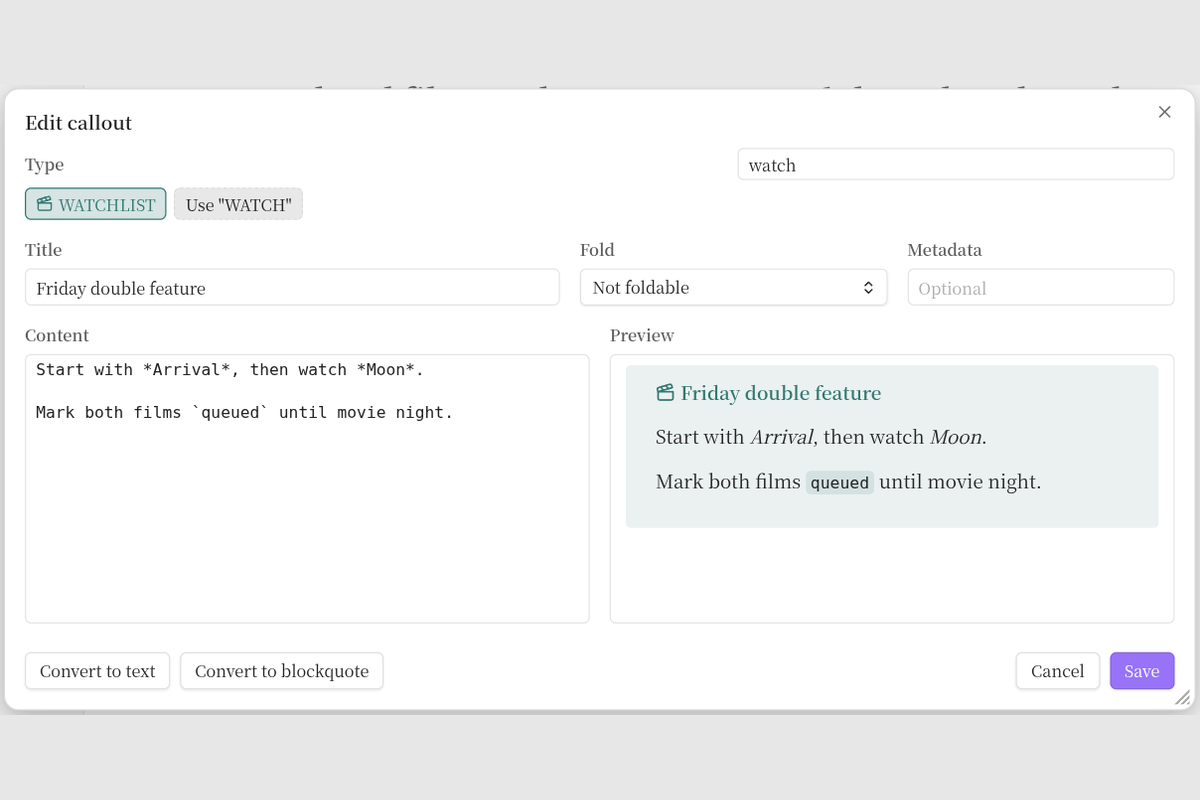 Edit callout
Type
watch
WATCHLIST
Use "WATCH"
Title
Fold
Metadata
Friday double feature
Not foldable
Optional
Content
Preview
Start with *Arrival*, then watch *Moon*.
Mark both films `queued` until movie night.
Friday double feature
Start with Arrival, then watch Moon.
Mark both films queued until movie night.
Convert to text
Convert to blockquote
Cancel
Save